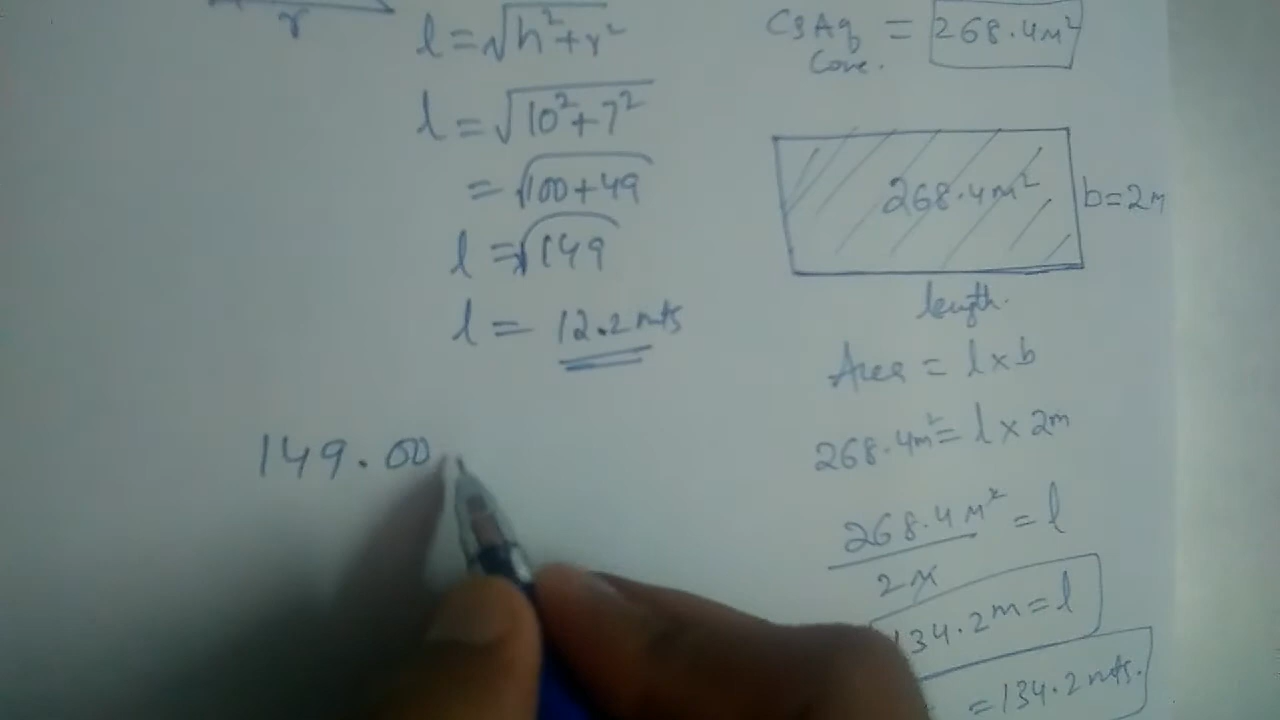 r
l = √h²+r²
l = √10²+7²
= √100+49
l = √149
l = 12.2 mts
149.00
CSA of = 268.4m²
Cone.
268.4m²
b=2m
length.
Area = l×b
268.4m² = l × 2m
268.4m² = l
2m
134.2m = l
= 134.2 mts.